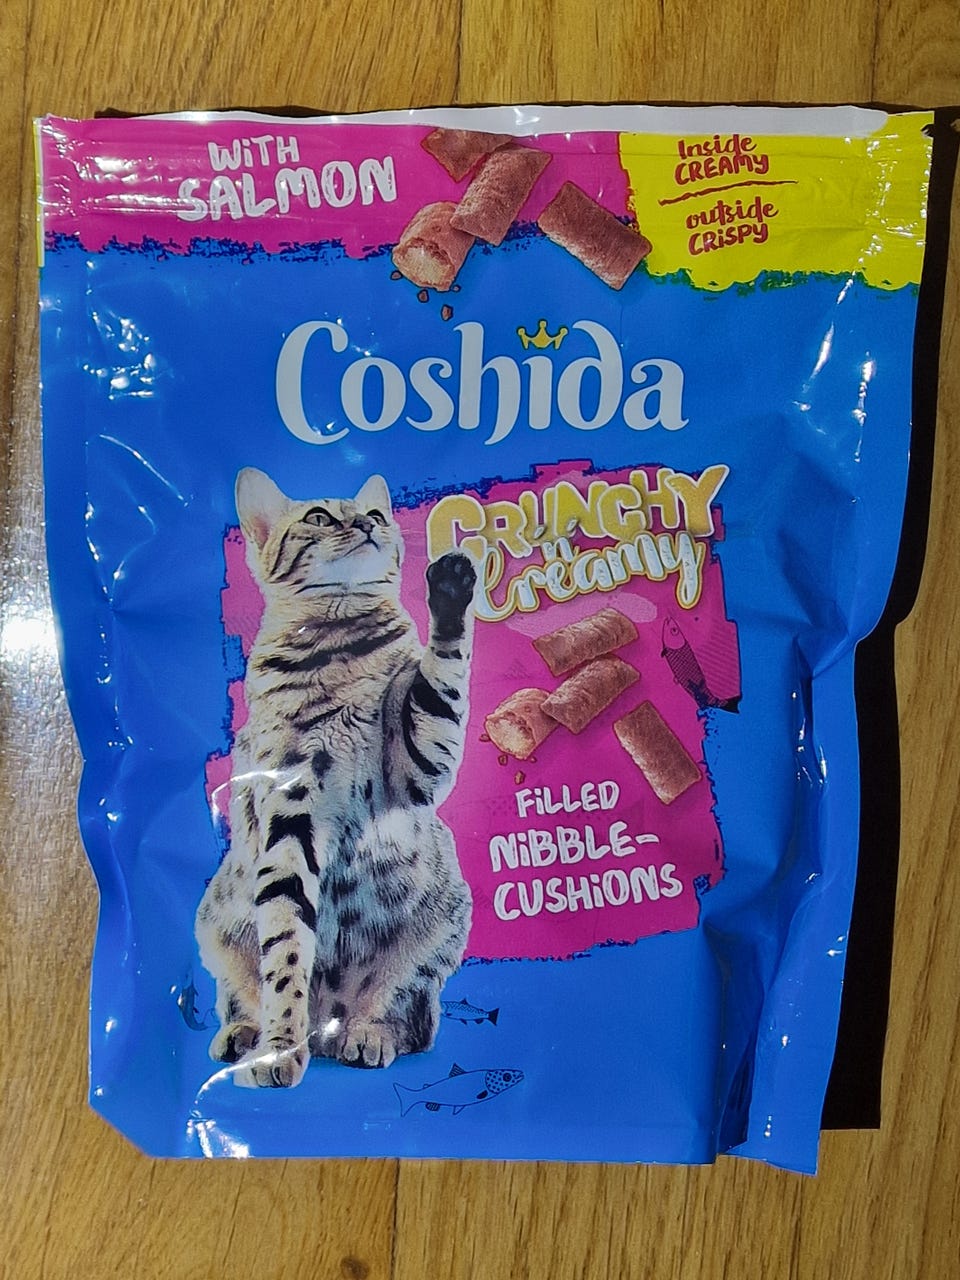 WiTH
SALMON
Inside
CREAMY
outside
CRiSPY
Coshida
CRUNCHY
n
Creamy
FiLLED
NiBBLE-
CUSHiONS